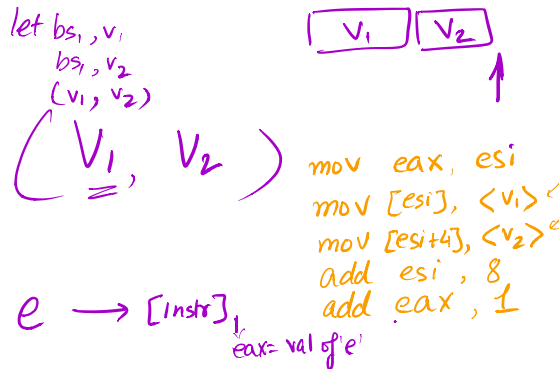 let bs₁, v₁
bs₁, v₂
(v₁, v₂)
(V₁, V₂)
V₁ V₂
mov eax, esi
mov [esi], <v₁>
mov [esi+4], <v₂>
add esi, 8
add eax, 1
e → [Instr]
eax = val of 'e'